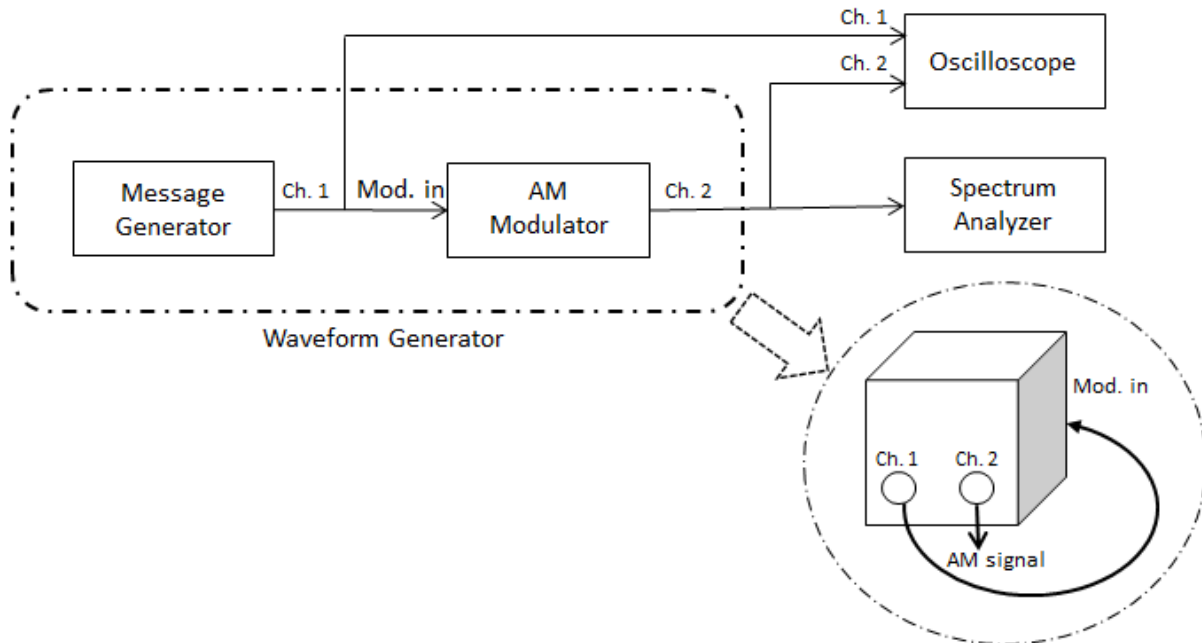 Ch. 1
Oscilloscope
Ch. 2
Message
Generator
Ch. 1
Mod. in
AM
Modulator
Ch. 2
Spectrum
Analyzer
Waveform Generator
Mod. in
Ch. 1
Ch. 2
AM signal